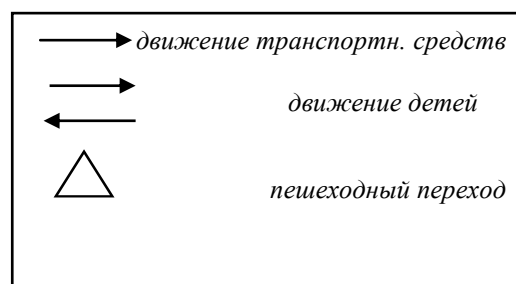 движение транспортн. средств
движение детей
пешеходный переход